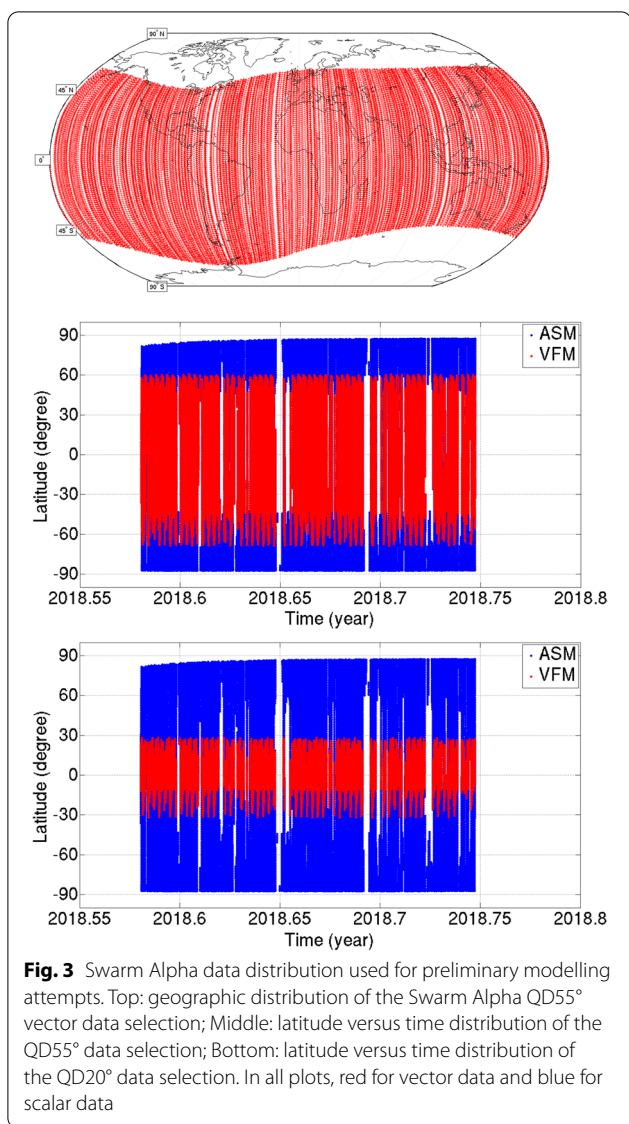 90° N
45° N
0°
45° S
90° S
90
60
30
0
-30
-60
-90
Latitude (degree)
ASM
VFM
2018.55 2018.6 2018.65 2018.7 2018.75 2018.8
Time (year)
90
60
30
0
-30
-60
-90
Latitude (degree)
ASM
VFM
2018.55 2018.6 2018.65 2018.7 2018.75 2018.8
Time (year)
Fig. 3 Swarm Alpha data distribution used for preliminary modelling
attempts. Top: geographic distribution of the Swarm Alpha QD55°
vector data selection; Middle: latitude versus time distribution of the
QD55° data selection; Bottom: latitude versus time distribution of
the QD20° data selection. In all plots, red for vector data and blue for
scalar data